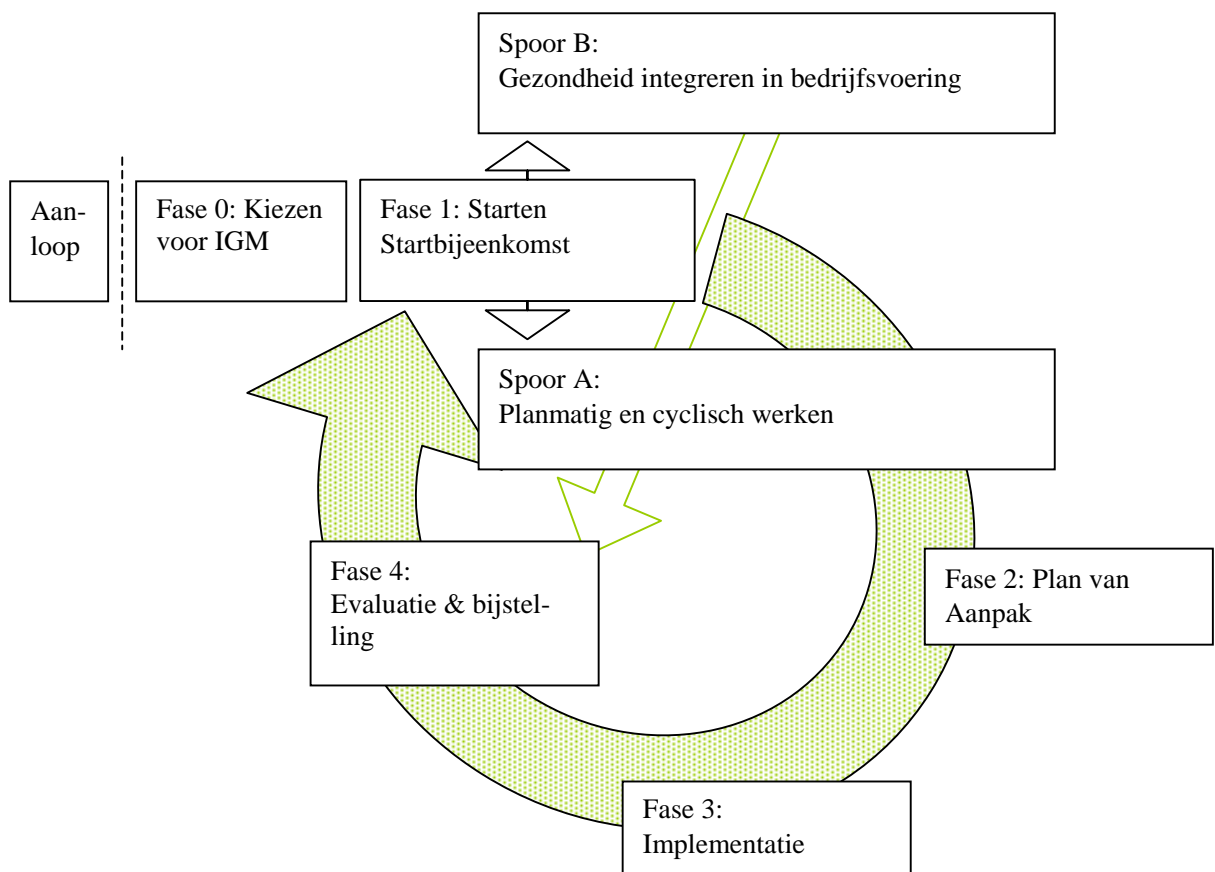 Spoor B:
Gezondheid integreren in bedrijfsvoering
Aan-
loop
Fase 0: Kiezen
voor IGM
Fase 1: Starten
Startbijeenkomst
Spoor A:
Planmatig en cyclisch werken
Fase 2: Plan van
Aanpak
Fase 3:
Implementatie
Fase 4:
Evaluatie & bijstel-
ling